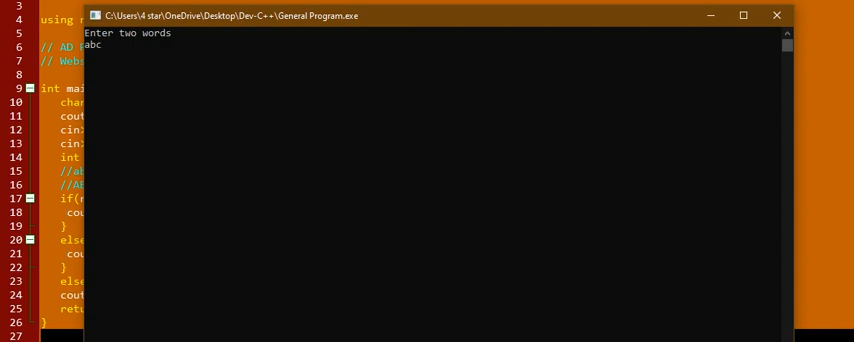 C:\Users\4 star\OneDrive\Desktop\Dev-C++\General Program.exe
Enter two words
abc
3
4 using
5
6 // AD
7 // Webs
8
9 int mai
10 char
11 cout
12 cin>
13 cin>
14 int
15 //ab
16 //AB
17 if(
18 cou
19 }
20 else
21 cou
22 }
23 else
24 cout
25 retu
26 }
27